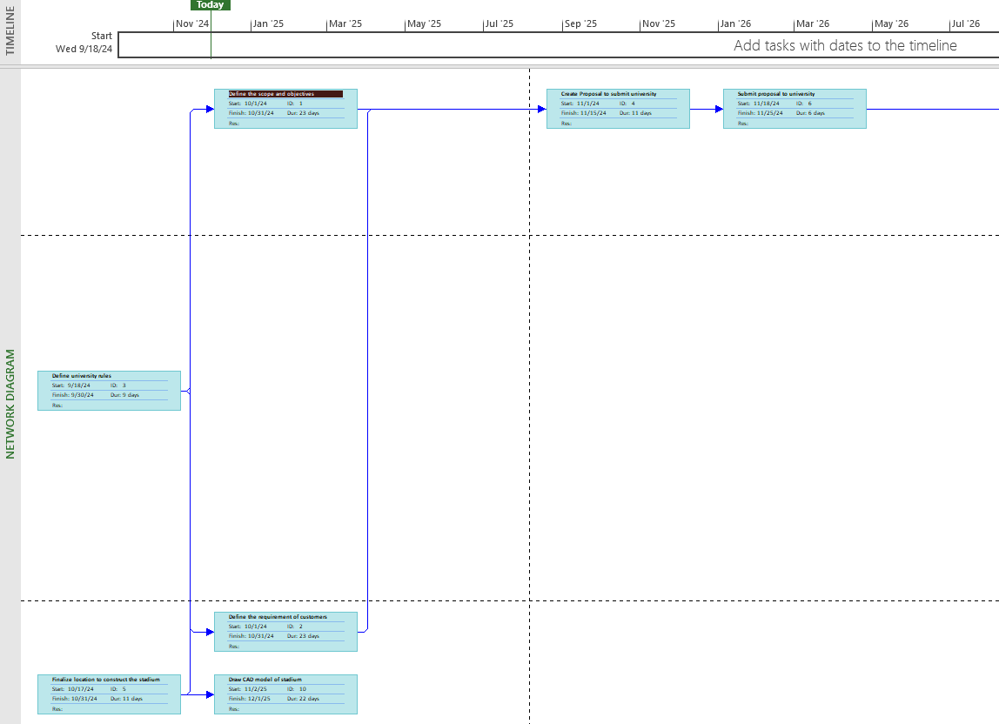 TIMELINE
Today
Nov '24 Jan '25 Mar '25 May '25 Jul '25 Sep '25 Nov '25 Jan '26 Mar '26 May '26 Jul '26
Start
Wed 9/18/24
Add tasks with dates to the timeline
NETWORK DIAGRAM
Define the scope and objectives
Start: 10/1/24 ID: 1
Finish: 10/31/24 Dur: 23 days
Res:
Create Proposal to submit university
Start: 11/1/24 ID: 4
Finish: 11/15/24 Dur: 11 days
Res:
Submit proposal to university
Start: 11/18/24 ID: 6
Finish: 11/25/24 Dur: 6 days
Res:
Define university rules
Start: 9/18/24 ID: 3
Finish: 9/30/24 Dur: 9 days
Res:
Define the requirement of customers
Start: 10/1/24 ID: 2
Finish: 10/31/24 Dur: 23 days
Res:
Finalize location to construct the stadium
Start: 10/17/24 ID: 5
Finish: 10/31/24 Dur: 11 days
Res:
Draw CAD model of stadium
Start: 11/2/25 ID: 10
Finish: 12/1/25 Dur: 22 days
Res: